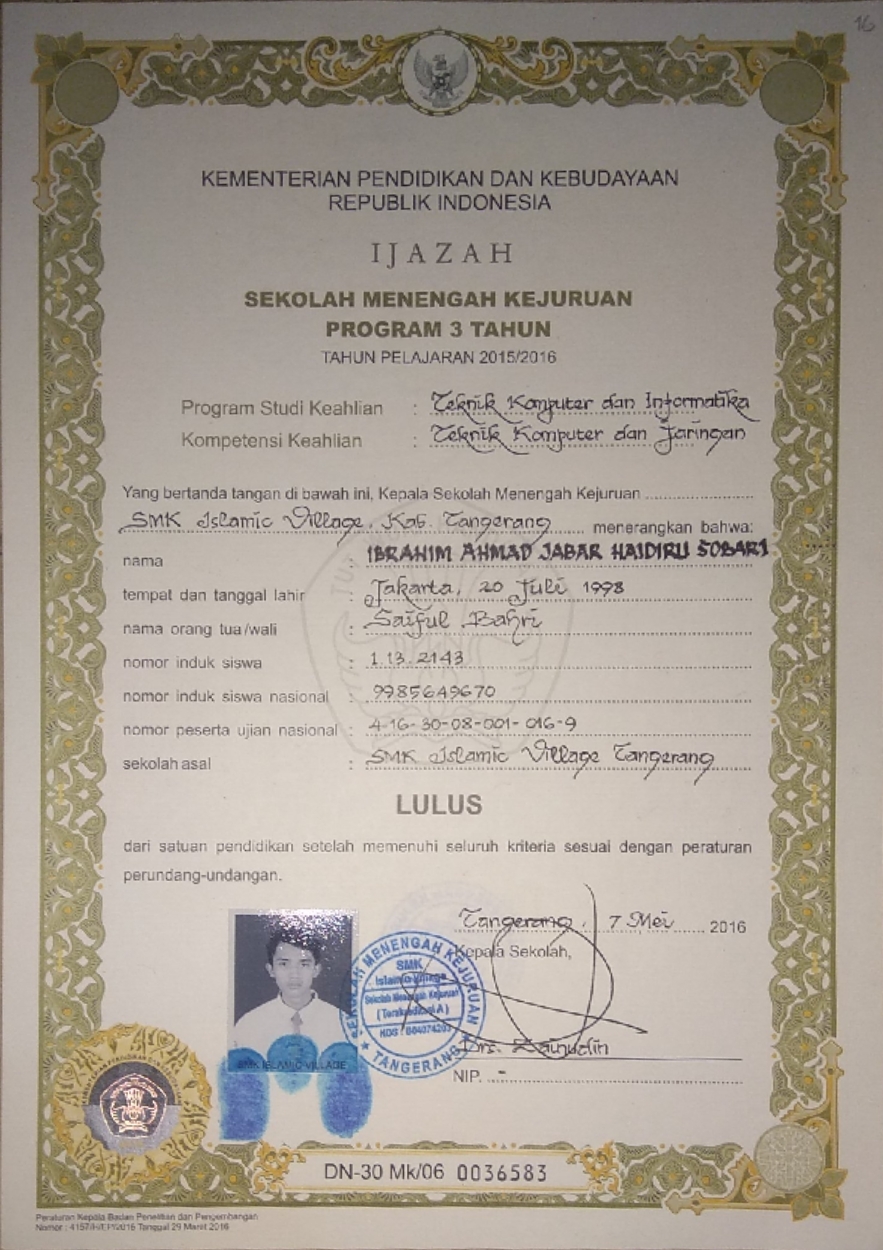 16
KEMENTERIAN PENDIDIKAN DAN KEBUDAYAAN
REPUBLIK INDONESIA
IJAZAH
SEKOLAH MENENGAH KEJURUAN
PROGRAM 3 TAHUN
TAHUN PELAJARAN 2015/2016
Program Studi Keahlian : Teknik Komputer dan Informatika
Kompetensi Keahlian : Teknik Komputer dan Jaringan
Yang bertanda tangan di bawah ini, Kepala Sekolah Menengah Kejuruan
SMK Islamic Village, Kab. Tangerang menerangkan bahwa:
nama : IBRAHIM AHMAD JABAR HAIDIRU SOBARI
tempat dan tanggal lahir : Jakarta, 20 Juli 1998
nama orang tua/wali : Saiful Bahri
nomor induk siswa : 1.13.2143
nomor induk siswa nasional : 9985649670
nomor peserta ujian nasional : 4-16-30-08-001-016-9
sekolah asal : SMK Islamic Village Tangerang
LULUS
dari satuan pendidikan setelah memenuhi seluruh kriteria sesuai dengan peraturan
perundang-undangan.
Tangerang, 7 Mei 2016
Kepala Sekolah,
SEKOLAH MENENGAH KEJURUAN
SMK
Islamic Village
Sekolah Menengah Kejuruan
(Terakreditasi A)
TANGERANG
SMK ISLAMIC VILLAGE
Drs. Zainudin
NIP. -
DN-30 Mk/06 0036583
Peraturan Kepala Badan Penelitian dan Pengembangan
Tanggal 29 Maret 2016